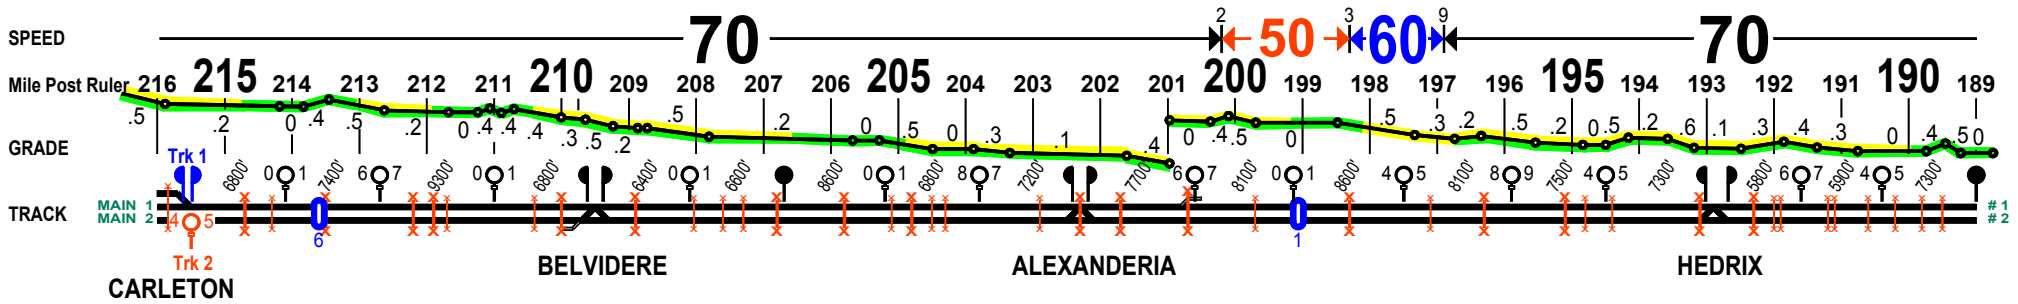 2 3 9
SPEED 70 50 60 70
Mile Post Ruler 216 215 214 213 212 211 210 209 208 207 206 205 204 203 202 201 200 199 198 197 196 195 194 193 192 191 190 189
.5 .2 0 .4 .5 .2 0 .4 .4 .4 .3 .5 .2 .5 .2 0 .5 0 .3 .1 .4 0 .4 .5 0 .5 .3 .2 .5 .2 0 .5 .2 .6 .1 .3 .4 .3 0 .4 .5 0
GRADE
Trk 1 6800' 0 1 7400' 6 7 9300' 0 1 6800' 6400' 0 1 6600' 8600' 0 1 6800' 8 7 7200' 7700' 6 7 8100' 0 1 8600' 4 5 8100' 8 9 7500' 4 5 7300' 5800' 6 7 5900' 4 5 7300'
TRACK MAIN 1 # 1
MAIN 2 4 5 # 2
6 1
Trk 2 BELVIDERE ALEXANDERIA HEDRIX
CARLETON